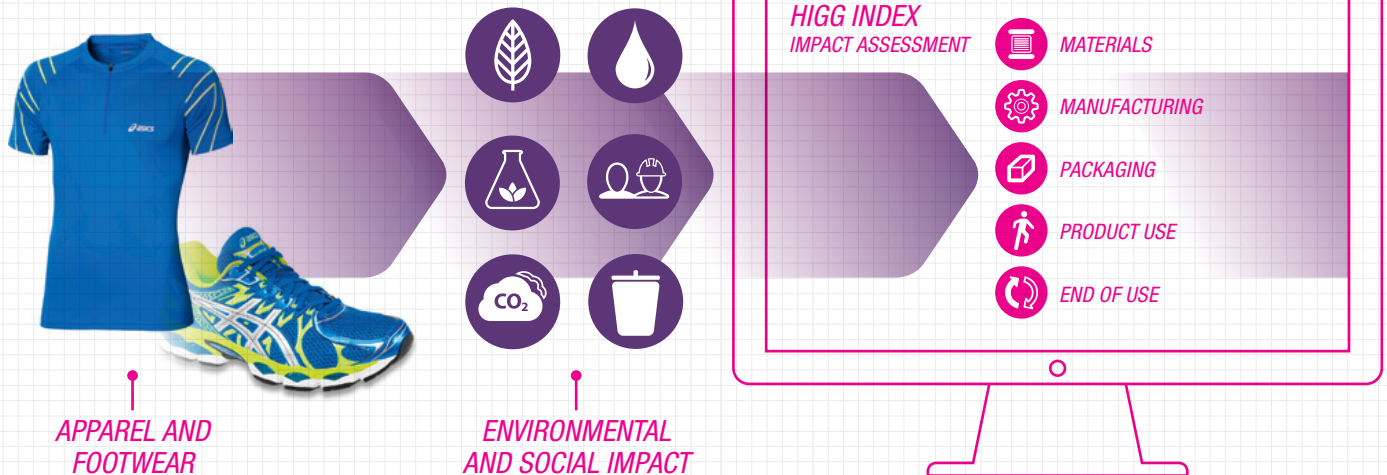 asics
CO₂
APPAREL AND
FOOTWEAR
ENVIRONMENTAL
AND SOCIAL IMPACT
HIGG INDEX
IMPACT ASSESSMENT
MATERIALS
MANUFACTURING
PACKAGING
PRODUCT USE
END OF USE